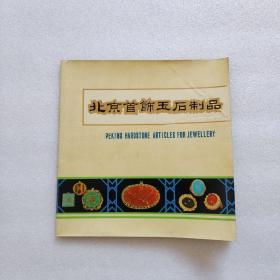 北京首饰玉石制品
PEKING HARDSTONE ARTICLES FOR JEWELLERY